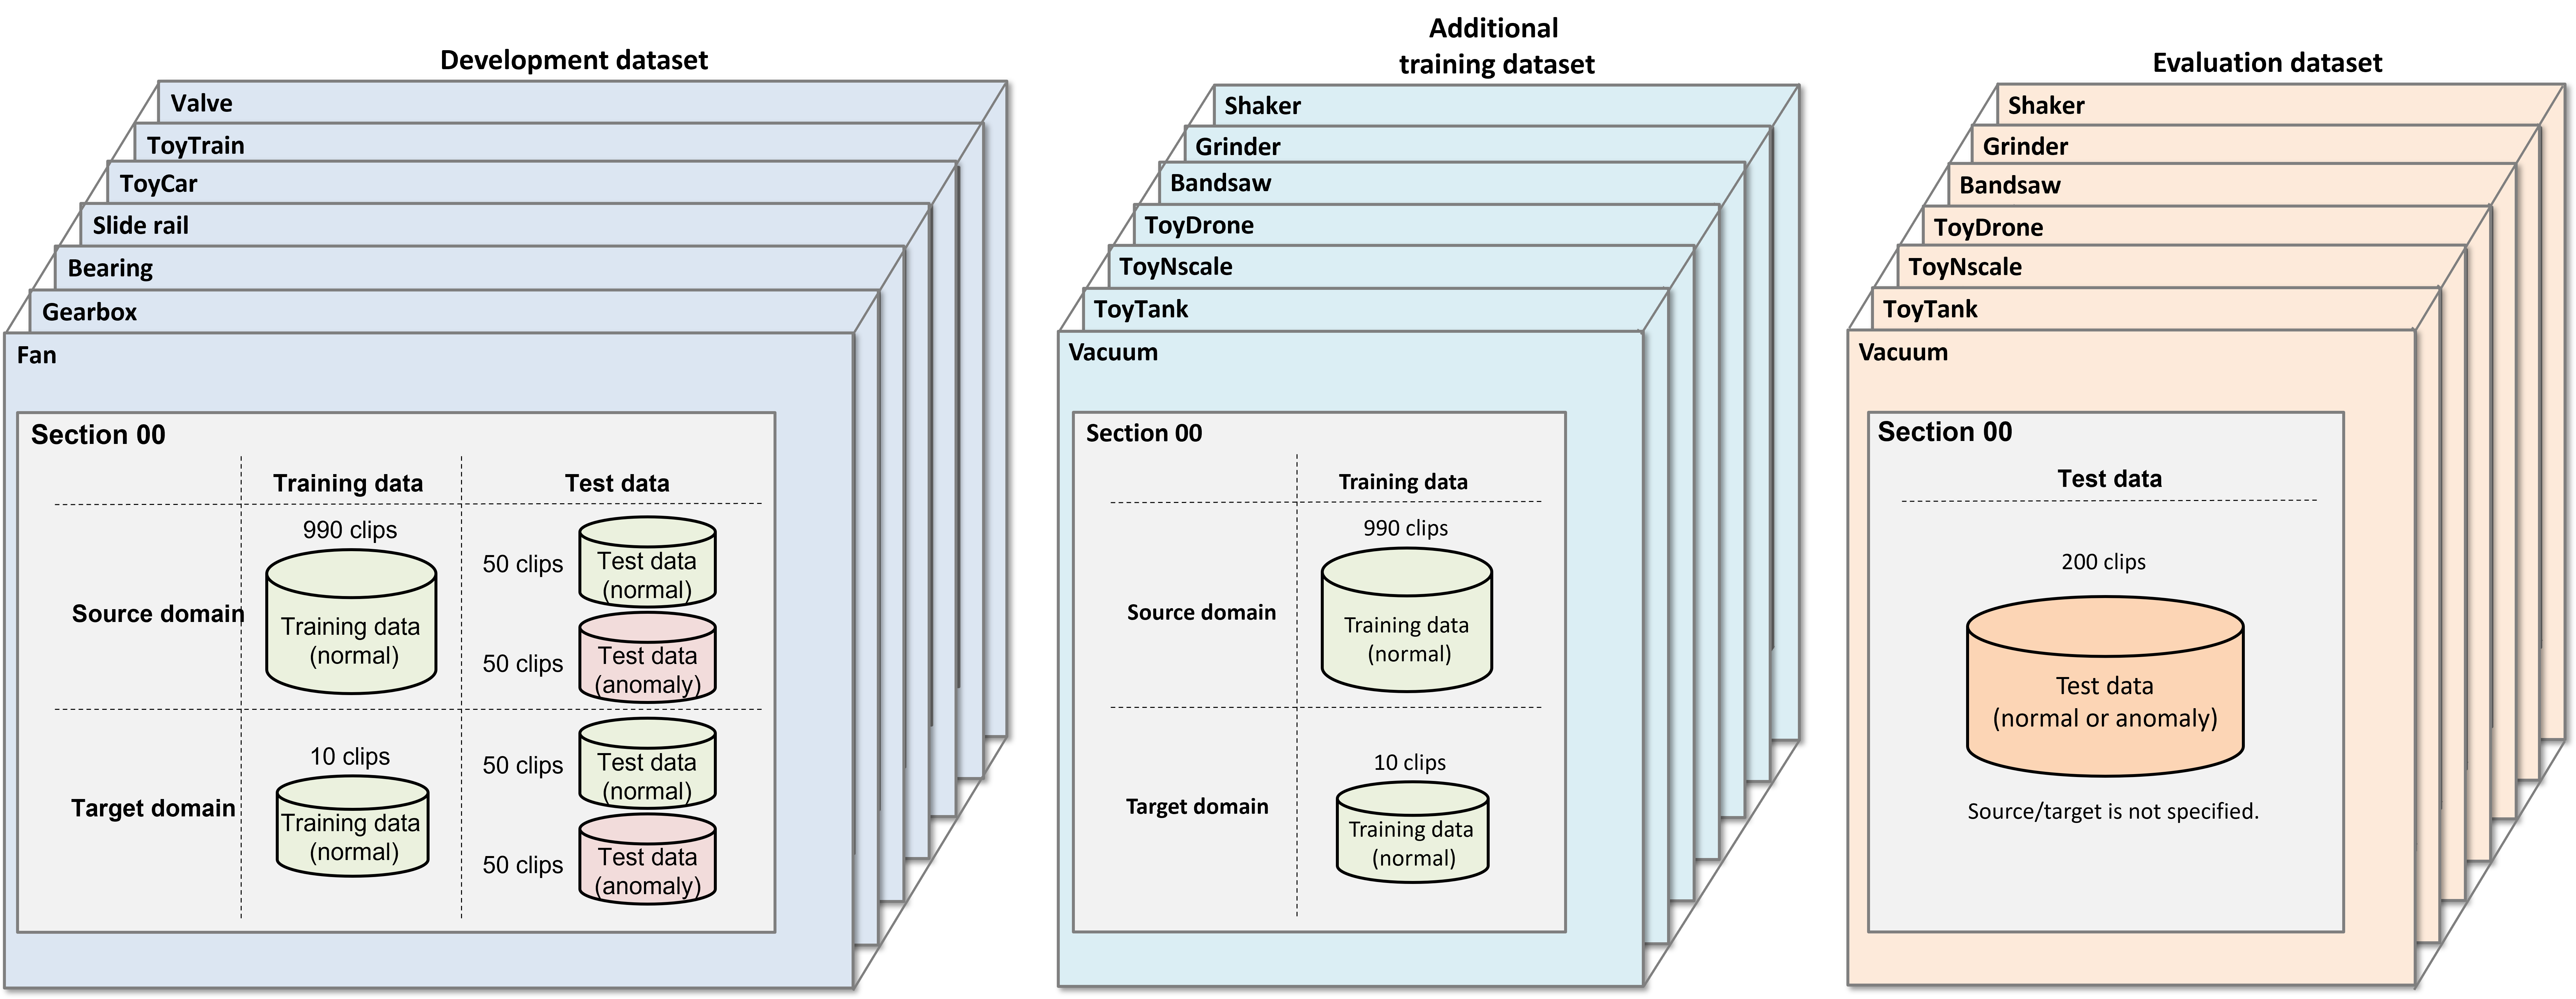 Development dataset
Valve
ToyTrain
ToyCar
Slide rail
Bearing
Gearbox
Fan
Section 00
Training data
Test data
Source domain
990 clips
Training data
(normal)
50 clips
Test data
(normal)
50 clips
Test data
(anomaly)
Target domain
10 clips
Training data
(normal)
50 clips
Test data
(normal)
50 clips
Test data
(anomaly)
Additional
training dataset
Shaker
Grinder
Bandsaw
ToyDrone
ToyNscale
ToyTank
Vacuum
Section 00
Training data
Source domain
990 clips
Training data
(normal)
Target domain
10 clips
Training data
(normal)
Evaluation dataset
Shaker
Grinder
Bandsaw
ToyDrone
ToyNscale
ToyTank
Vacuum
Section 00
Test data
200 clips
Test data
(normal or anomaly)
Source/target is not specified.